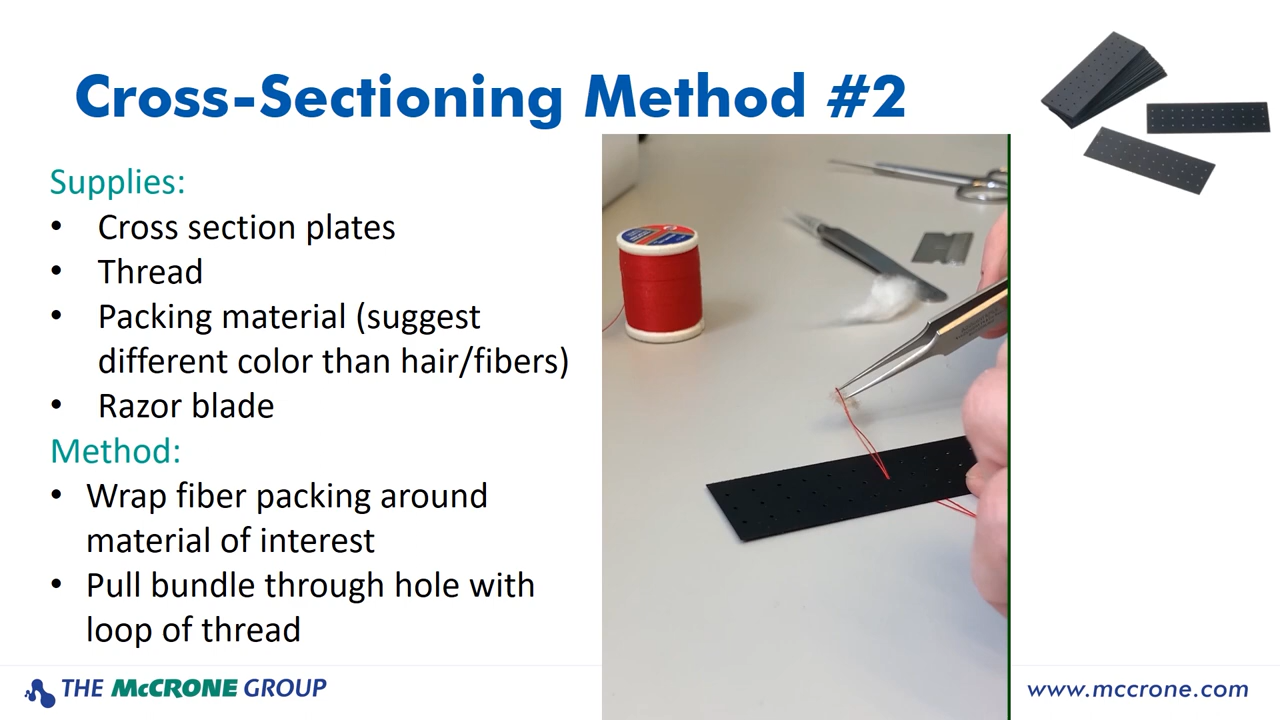 Cross-Sectioning Method #2
Supplies:
• Cross section plates
• Thread
• Packing material (suggest
different color than hair/fibers)
• Razor blade
Method:
• Wrap fiber packing around
material of interest
• Pull bundle through hole with
loop of thread
THE McCRONE GROUP
www.mccrone.com